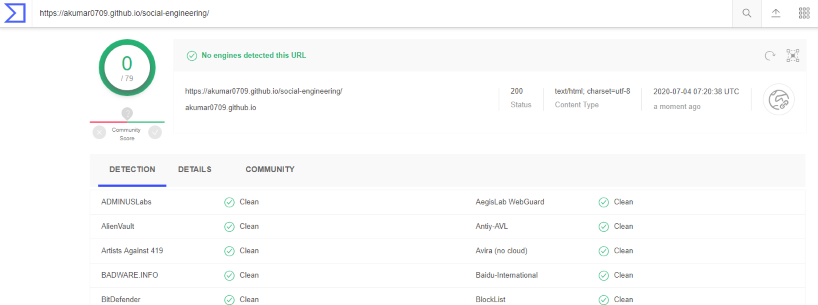 https://akumar0709.github.io/social-engineering/
0
/ 79
No engines detected this URL
https://akumar0709.github.io/social-engineering/
akumar0709.github.io
200
Status
text/html; charset=utf-8
Content Type
2020-07-04 07:20:38 UTC
a moment ago
Community
Score
DETECTION DETAILS COMMUNITY
ADMINUSLabs Clean AegisLab WebGuard Clean
AlienVault Clean Antiy-AVL Clean
Artists Against 419 Clean Avira (no cloud) Clean
BADWARE.INFO Clean Baidu-International Clean
BitDefender Clean BlockList Clean